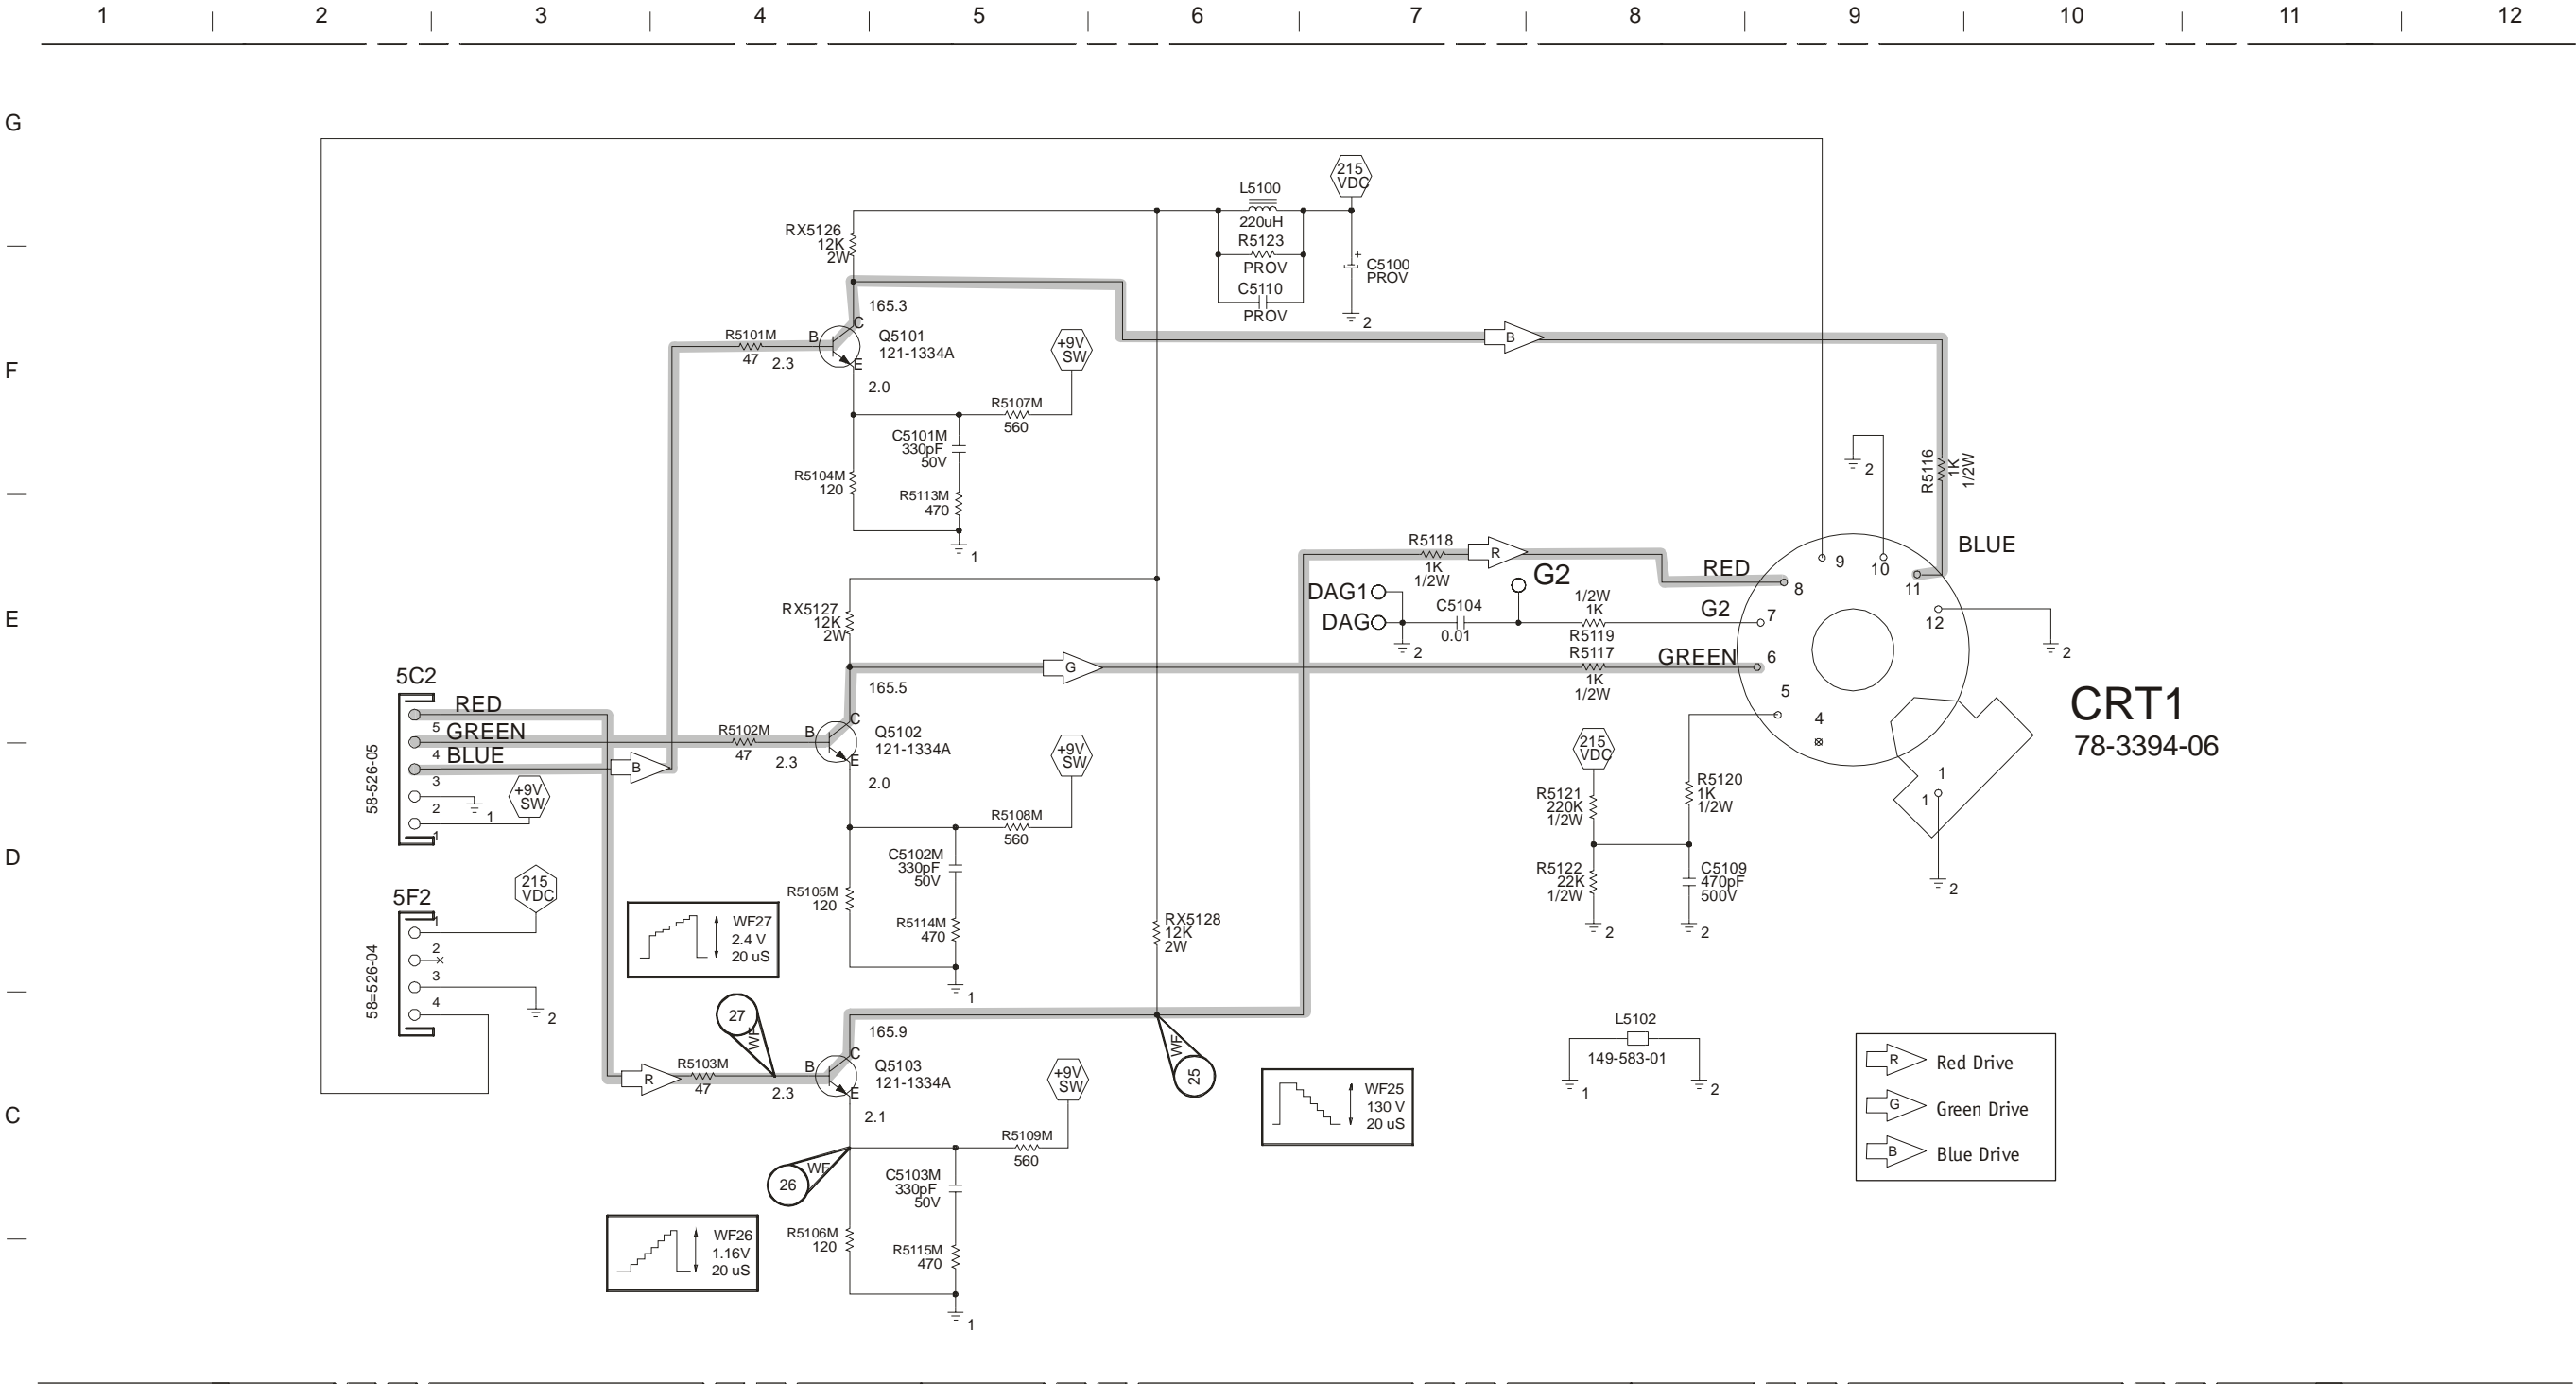 1 2 3 4 5 6 7 8 9 10 11 12
G
215
VDC
L5100
220uH
R5123
PROV
C5110
PROV
+
C5100
PROV
2
RX5126
12K
2W
165.3
C
R5101M
47
B
2.3
Q5101
121-1334A
E
2.0
+9V
SW
B
F
R5107M
560
C5101M
330pF
50V
R5104M
120
R5113M
470
1
2
R5116
1K
1/2W
BLUE
R5118
1K
1/2W
R
RED
8
9
10
11
12
2
E
RX5127
12K
2W
DAG1
DAG
2
C5104
0.01
G2
1/2W
1K
R5119
G2
7
R5117
1K
1/2W
GREEN
6
5
4
1
1
2
CRT1
78-3394-06
G
165.5
C
5C2
58-526-05
RED
5
GREEN
4
BLUE
3
2
1
1
+9V
SW
B
R5102M
47
B
2.3
Q5102
121-1334A
E
2.0
+9V
SW
R5108M
560
C5102M
330pF
50V
R5105M
120
R5114M
470
1
215
VDC
R5121
220K
1/2W
R5120
1K
1/2W
R5122
22K
1/2W
2
C5109
470pF
500V
2
D
5F2
58=526-04
1
2
3
4
215
VDC
2
WF27
2.4 V
20 uS
RX5128
12K
2W
27
WF
165.9
C
R
R5103M
47
B
2.3
Q5103
121-1334A
E
2.1
+9V
SW
WF
25
WF25
130 V
20 uS
L5102
149-583-01
1
2
R Red Drive
G Green Drive
B Blue Drive
C
R5109M
560
WF
26
C5103M
330pF
50V
WF26
1.16V
20 uS
R5106M
120
R5115M
470
1